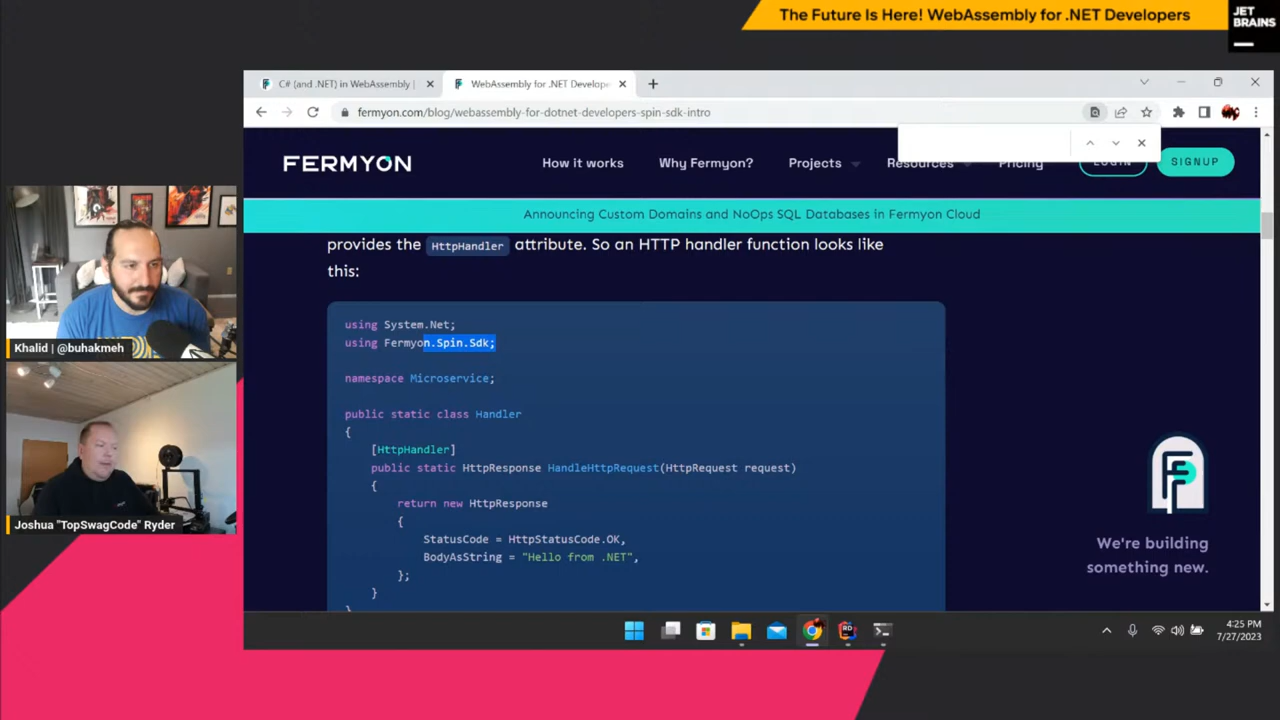 The Future Is Here! WebAssembly for .NET Developers
JET
BRAINS
C# (and .NET) in WebAssembly |
WebAssembly for .NET Develope
fermyon.com/blog/webassembly-for-dotnet-developers-spin-sdk-intro
FERMYON
How it works
Why Fermyon?
Projects
Resources
Pricing
LOGIN
SIGNUP
Announcing Custom Domains and NoOps SQL Databases in Fermyon Cloud
provides the HttpHandler attribute. So an HTTP handler function looks like
this:
using System.Net;
using Fermyon.Spin.Sdk;
namespace Microservice;
public static class Handler
{
[HttpHandler]
public static HttpResponse HandleHttpRequest(HttpRequest request)
{
return new HttpResponse
{
StatusCode = HttpStatusCode.OK,
BodyAsString = "Hello from .NET",
};
}
}
We're building
something new.
Khalid | @buhakmeh
Joshua "TopSwagCode" Ryder
RD
4:25 PM
7/27/2023